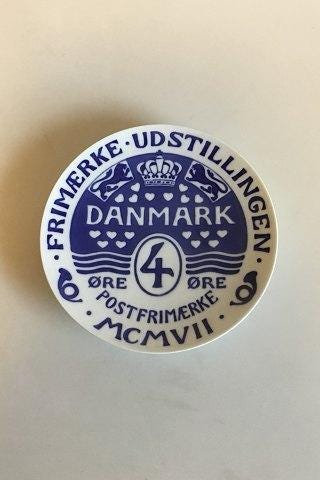 · FRIMÆRKE · UDSTILLINGEN ·
DANMARK
4
ØRE ØRE
POSTFRIMÆRKE
· MCMVII ·